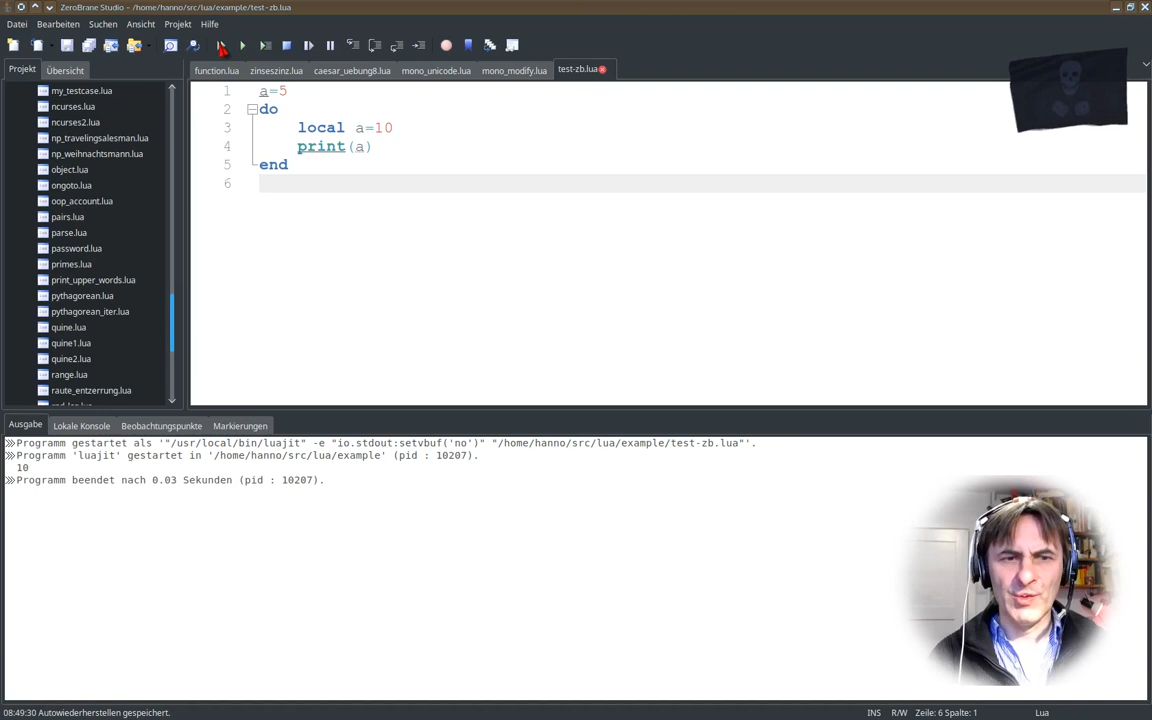 ZeroBrane Studio - /home/hanno/src/lua/example/test-zb.lua
Datei Bearbeiten Suchen Ansicht Projekt Hilfe
Projekt Übersicht
function.lua zinseszinz.lua caesar_uebung8.lua mono_unicode.lua mono_modify.lua test-zb.lua
my_testcase.lua
ncurses.lua
ncurses2.lua
np_travelingsalesman.lua
np_weihnachtsmann.lua
object.lua
ongoto.lua
oop_account.lua
pairs.lua
parse.lua
password.lua
primes.lua
print_upper_words.lua
pythagorean.lua
pythagorean_iter.lua
quine.lua
quine1.lua
quine2.lua
range.lua
raute_entzerrung.lua
1 a=5
2 do
3 local a=10
4 print(a)
5 end
6
Ausgabe Lokale Konsole Beobachtungspunkte Markierungen
Programm gestartet als '"/usr/local/bin/luajit" -e "io.stdout:setvbuf('no')" "/home/hanno/src/lua/example/test-zb.lua"'.
Programm 'luajit' gestartet in '/home/hanno/src/lua/example' (pid : 10207).
10
Programm beendet nach 0.03 Sekunden (pid : 10207).
08:49:30 Autowiederherstellen gespeichert.
INS R/W Zeile: 6 Spalte: 1 Lua